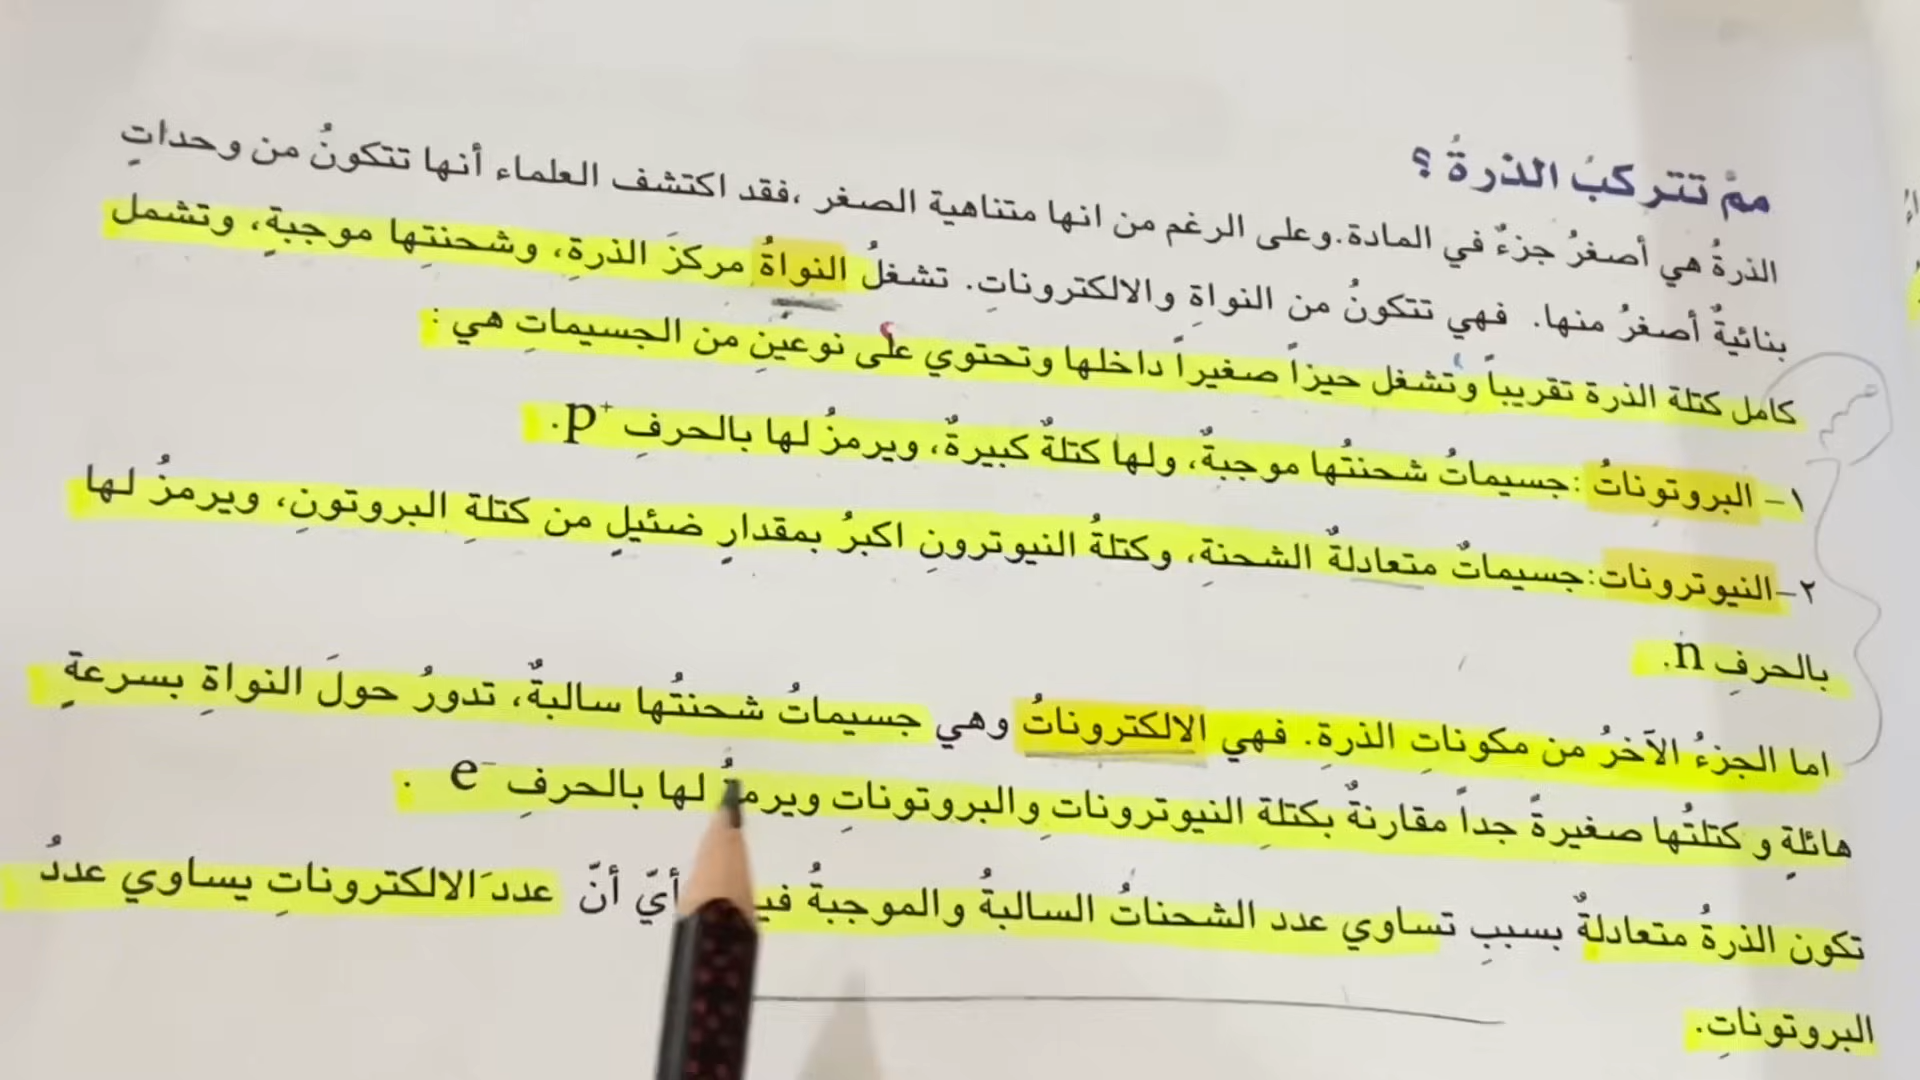 ممَّ تتركبُ الذرةُ ؟
الذرةُ هي أصغرُ جزءٌ في المادة.وعلى الرغم من انها متناهية الصغر ،فقد اكتشف العلماء أنها تتكونُ من وحداتٍ
بنائيةٌ أصغرُ منها. فهي تتكونُ من النواةِ والالكتروناتِ. تشغلُ النواةُ مركزَ الذرةِ، وشحنتِها موجبةٍ، وتشمل
كامل كتلة الذرة تقريباً وتشغل حيزاً صغيراً داخلها وتحتوي على نوعينِ من الجسيماتِ هي :
١- البروتوناتُ :جسيماتُ شحنتُها موجبةٌ، ولها كتلةٌ كبيرةٌ، ويرمزُ لها بالحرفِ p⁺.
٢-النيوترونات:جسيماتٌ متعادلةٌ الشحنةِ، وكتلةُ النيوترونِ اكبرُ بمقدارٍ ضئيلٍ من كتلةِ البروتونِ، ويرمزُ لها
بالحرفِ n.
اما الجزءُ الآخرُ من مكوناتِ الذرةِ. فهي الالكتروناتُ وهي جسيماتُ شحنتُها سالبةٌ، تدورُ حولَ النواةِ بسرعةٍ
هائلةٍ و كتلتُها صغيرةً جداً مقارنةٌ بكتلةِ النيوتروناتِ والبروتوناتِ لها بالحرفِ e⁻ .
تكون الذرةُ متعادلةٌ بسببِ تساوي عدد الشحناتُ السالبةُ والموجبةُ أيّ أنّ عددَ الالكتروناتِ يساوي عددُ
البروتوناتِ.